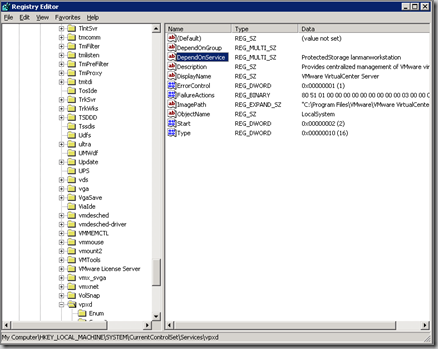 Registry Editor
File Edit View Favorites Help
TlntSvr
tmcomm
TmFilter
tmlisten
TmPreFilter
TmProxy
tmtdi
TosIde
TrkSvr
TrkWks
TSDDD
Tssdis
Udfs
ultra
UMWdf
Update
UPS
vds
vga
VgaSave
ViaIde
vmdesched
vmdesched-driver
VMMEMCTL
vmmouse
vmount2
VMTools
VMware License Server
vmx_svga
vmxnet
VolSnap
vpxd
Enum
Name Type Data
(Default) REG_SZ (value not set)
DependOnGroup REG_MULTI_SZ
DependOnService REG_MULTI_SZ ProtectedStorage lanmanworkstation
Description REG_SZ Provides centralized management of VMware virt
DisplayName REG_SZ VMware VirtualCenter Server
ErrorControl REG_DWORD 0x00000001 (1)
FailureActions REG_BINARY 80 51 01 00 00 00 00 00 00 00 00 00 03 00 00 0
ImagePath REG_EXPAND_SZ "C:\Program Files\VMware\VMware VirtualCenter
ObjectName REG_SZ LocalSystem
Start REG_DWORD 0x00000002 (2)
Type REG_DWORD 0x00000010 (16)
My Computer\HKEY_LOCAL_MACHINE\SYSTEM\CurrentControlSet\Services\vpxd